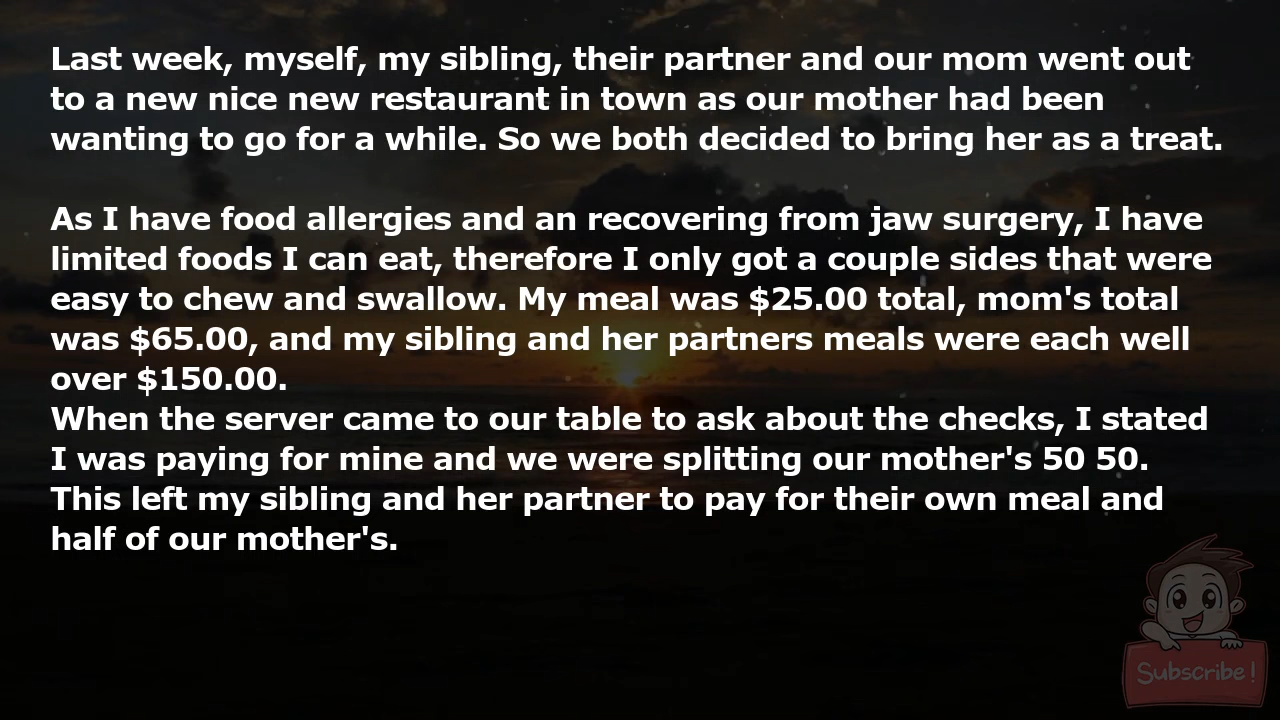 Last week, myself, my sibling, their partner and our mom went out
to a new nice new restaurant in town as our mother had been
wanting to go for a while. So we both decided to bring her as a treat.
As I have food allergies and an recovering from jaw surgery, I have
limited foods I can eat, therefore I only got a couple sides that were
easy to chew and swallow. My meal was $25.00 total, mom's total
was $65.00, and my sibling and her partners meals were each well
over $150.00.
When the server came to our table to ask about the checks, I stated
I was paying for mine and we were splitting our mother's 50 50.
This left my sibling and her partner to pay for their own meal and
half of our mother's.
Subscribe!